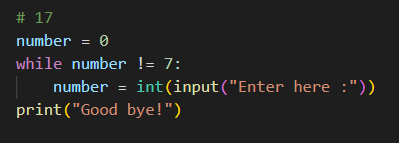 # 17
number = 0
while number != 7:
    number = int(input("Enter here :"))
print("Good bye!")